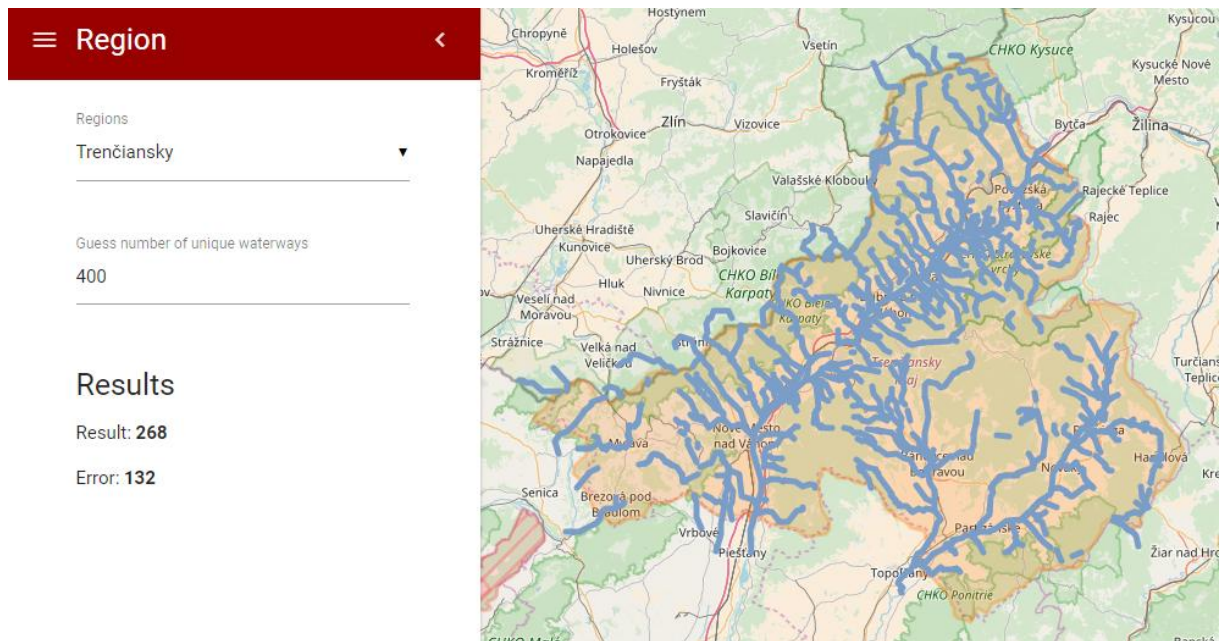 Region
Regions
Trenčiansky
Guess number of unique waterways
400
Results
Result: 268
Error: 132
Hostýnem
Kysucou
Chropyně
Holešov
Vsetín
CHKO Kysuce
Kroměříž
Fryšták
Kysucké Nové
Mesto
Otrokovice
Zlín
Vizovice
Bytča
Žilina
Napajedla
Valašské Klobouky
Rajecké Teplice
Rajec
Slavičín
Uherské Hradiště
Kunovice
Uherský Brod
Bojkovice
Hluk
Nivnice
CHKO
Karpaty
Veselí nad
Moravou
Strážnice
Velká nad
Veličkou
Trenčiansky
kraj
Turčians
Teplice
Nové Mesto
nad Váhom
Myjava
Senica
Brezová pod
Bradlom
Vrbové
Piešťany
Partizánske
Topoľčany
CHKO Ponitrie
Žiar nad Hro